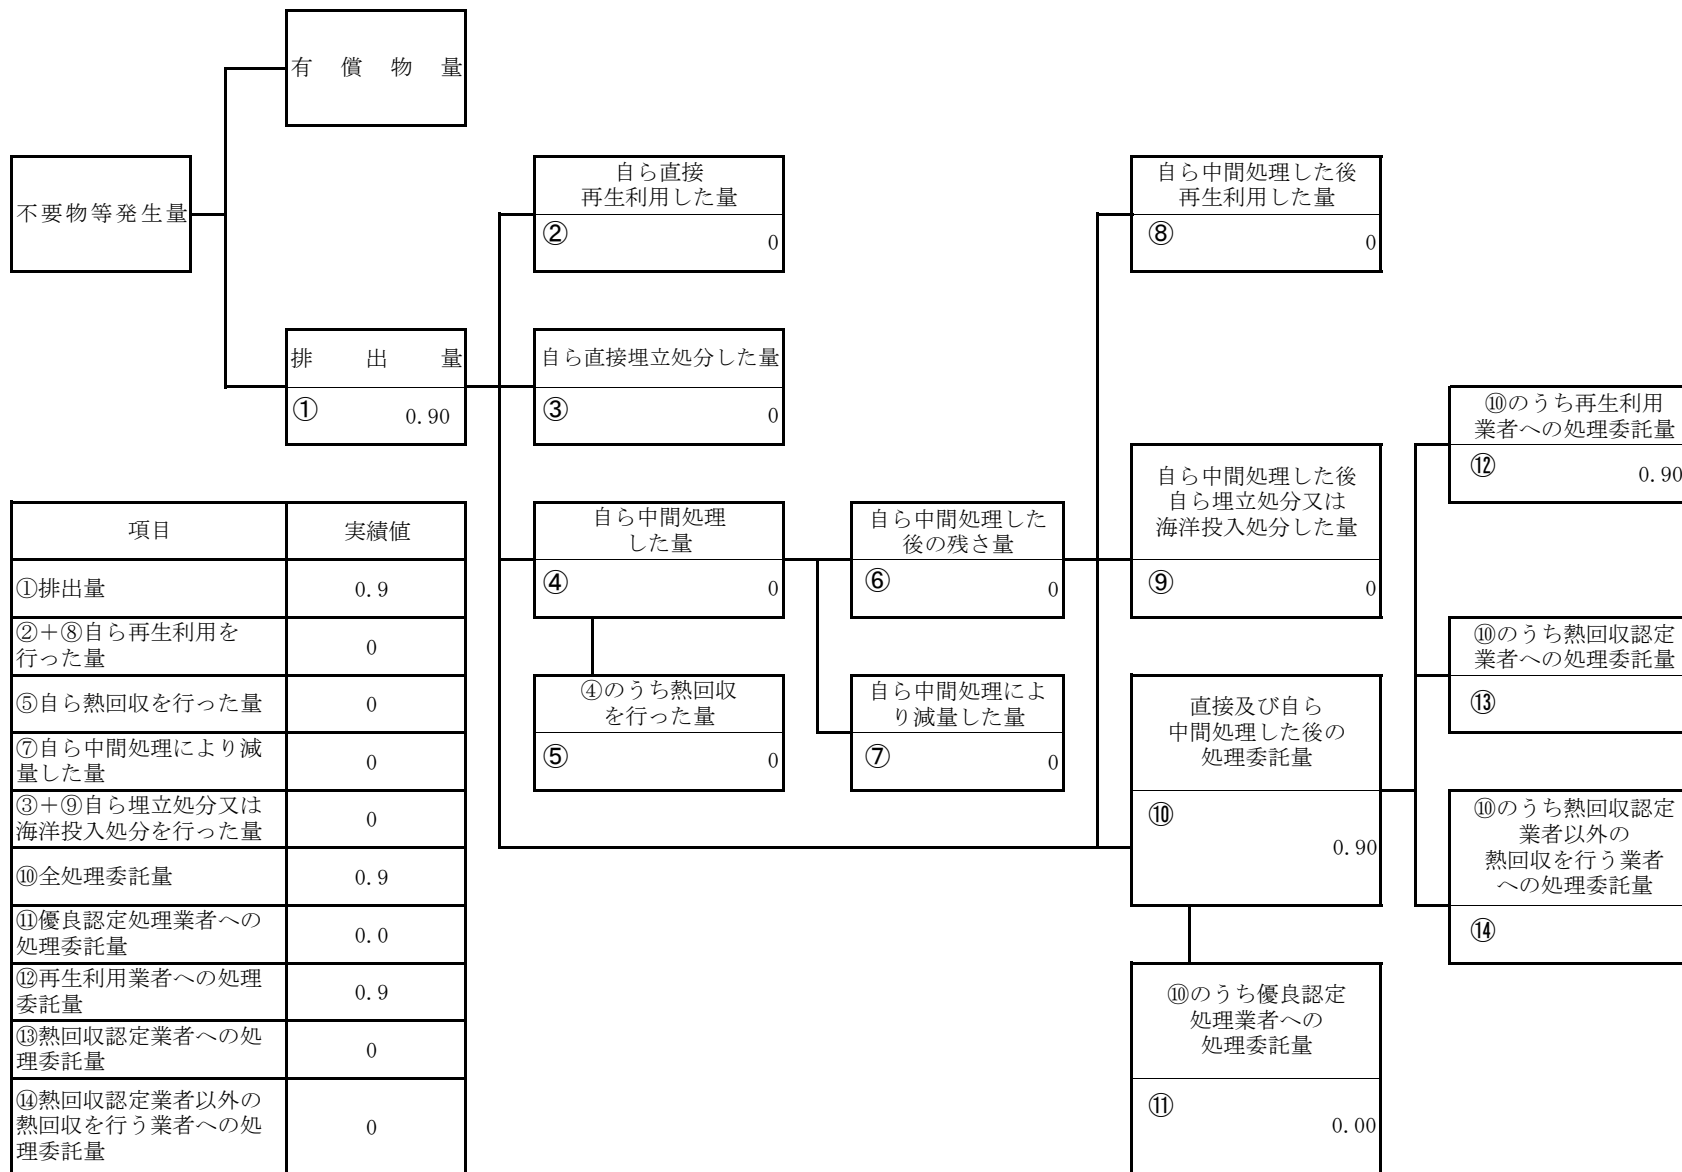 有償物量
不要物等発生量
排出量
① 0.90
自ら直接
再生利用した量
② 0
自ら直接埋立処分した量
③ 0
自ら中間処理
した量
④ 0
④のうち熱回収
を行った量
⑤ 0
自ら中間処理した
後の残さ量
⑥ 0
自ら中間処理によ
り減量した量
⑦ 0
自ら中間処理した後
再生利用した量
⑧ 0
自ら中間処理した後
自ら埋立処分又は
海洋投入処分した量
⑨ 0
直接及び自ら
中間処理した後の
処理委託量
⑩
0.90
⑩のうち優良認定
処理業者への
処理委託量
⑪
0.00
⑩のうち再生利用
業者への処理委託量
⑫ 0.90
⑩のうち熱回収認定
業者への処理委託量
⑬
⑩のうち熱回収認定
業者以外の
熱回収を行う業者
への処理委託量
⑭
項目 実績値
①排出量 0.9
②＋⑧自ら再生利用を
行った量 0
⑤自ら熱回収を行った量 0
⑦自ら中間処理により減
量した量 0
③＋⑨自ら埋立処分又は
海洋投入処分を行った量 0
⑩全処理委託量 0.9
⑪優良認定処理業者への
処理委託量 0.0
⑫再生利用業者への処理
委託量 0.9
⑬熱回収認定業者への処
理委託量 0
⑭熱回収認定業者以外の
熱回収を行う業者への処
理委託量 0